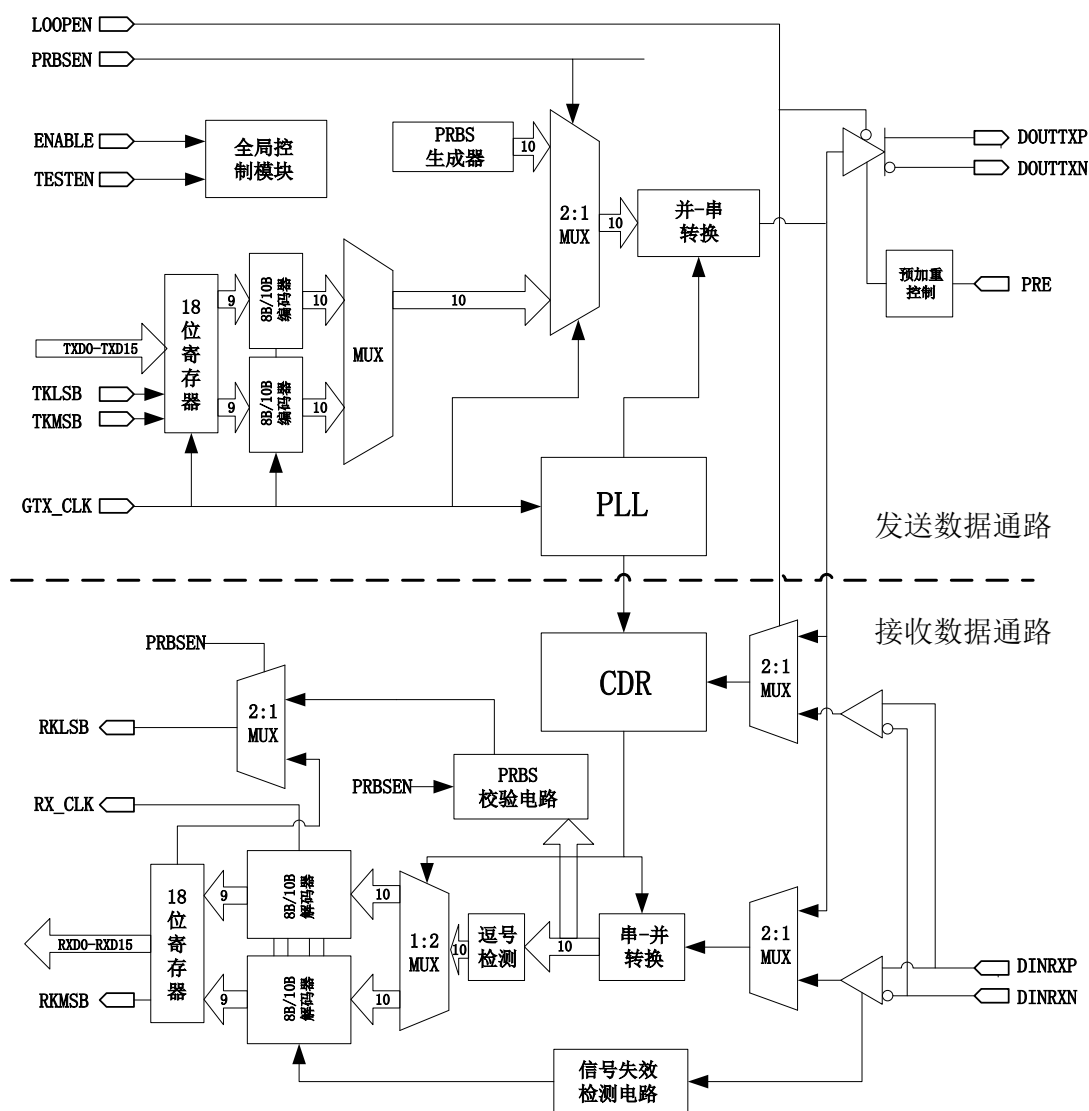 LOOPEN
PRBSEN
ENABLE
TESTEN
全局控
制模块
PRBS
生成器
10
2:1
MUX
10
并-串
转换
DOUTTXP
DOUTTXN
预加重
控制
PRE
18
位
寄
存
器
9
8B/10B
编码器
10
MUX
10
TXD0-TXD15
TKLSB
TKMSB
9
8B/10B
编码器
10
GTX_CLK
PLL
发送数据通路
接收数据通路
PRBSEN
2:1
MUX
RKLSB
CDR
2:1
MUX
PRBSEN
PRBS
校验电路
RX_CLK
18
位
寄
存
器
9
8B/10B
解码器
10
1:2
MUX
10
逗号
检测
10
串-并
转换
2:1
MUX
RXD0-RXD15
RKMSB
9
8B/10B
解码器
10
DINRXP
DINRXN
信号失效
检测电路